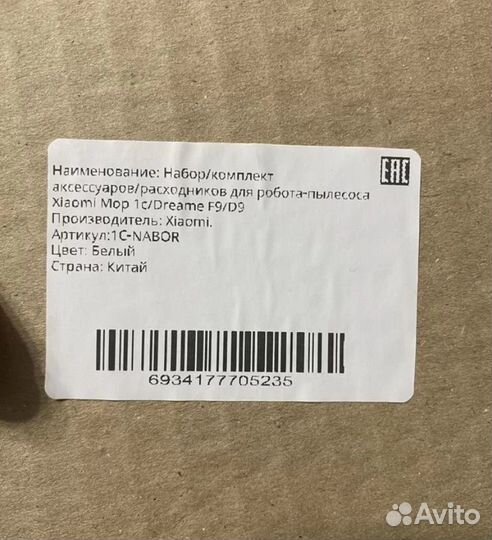 Наименование: Набор/комплект
аксессуаров/расходников для робота-пылесоса
Xiaomi Mop 1c/Dreame F9/D9
Производитель: Xiaomi.
Артикул:1C-NABOR
Цвет: Белый
Страна: Китай
EAC
6934177705235
Avito